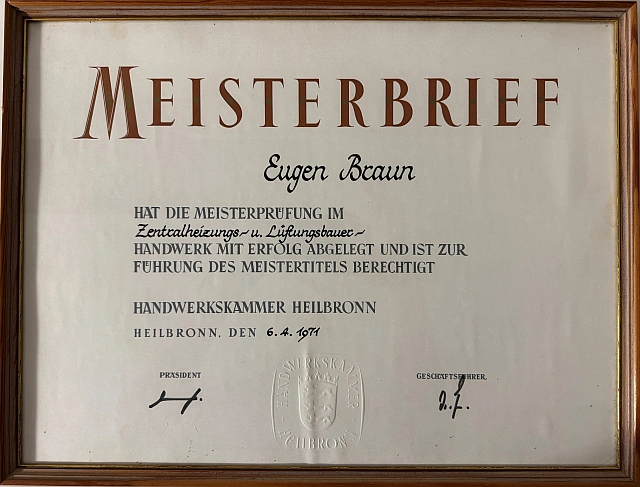 MEISTERBRIEF
Eugen Braun
HAT DIE MEISTERPRÜFUNG IM
Zentralheizungs- u. Lüftungsbauer-
HANDWERK MIT ERFOLG ABGELEGT UND IST ZUR
FÜHRUNG DES MEISTERTITELS BERECHTIGT
HANDWERKSKAMMER HEILBRONN
HEILBRONN, DEN 6.4.1971
PRÄSIDENT
GESCHÄFTSFÜHRER
HANDWERKSKAMMER
HEILBRONN